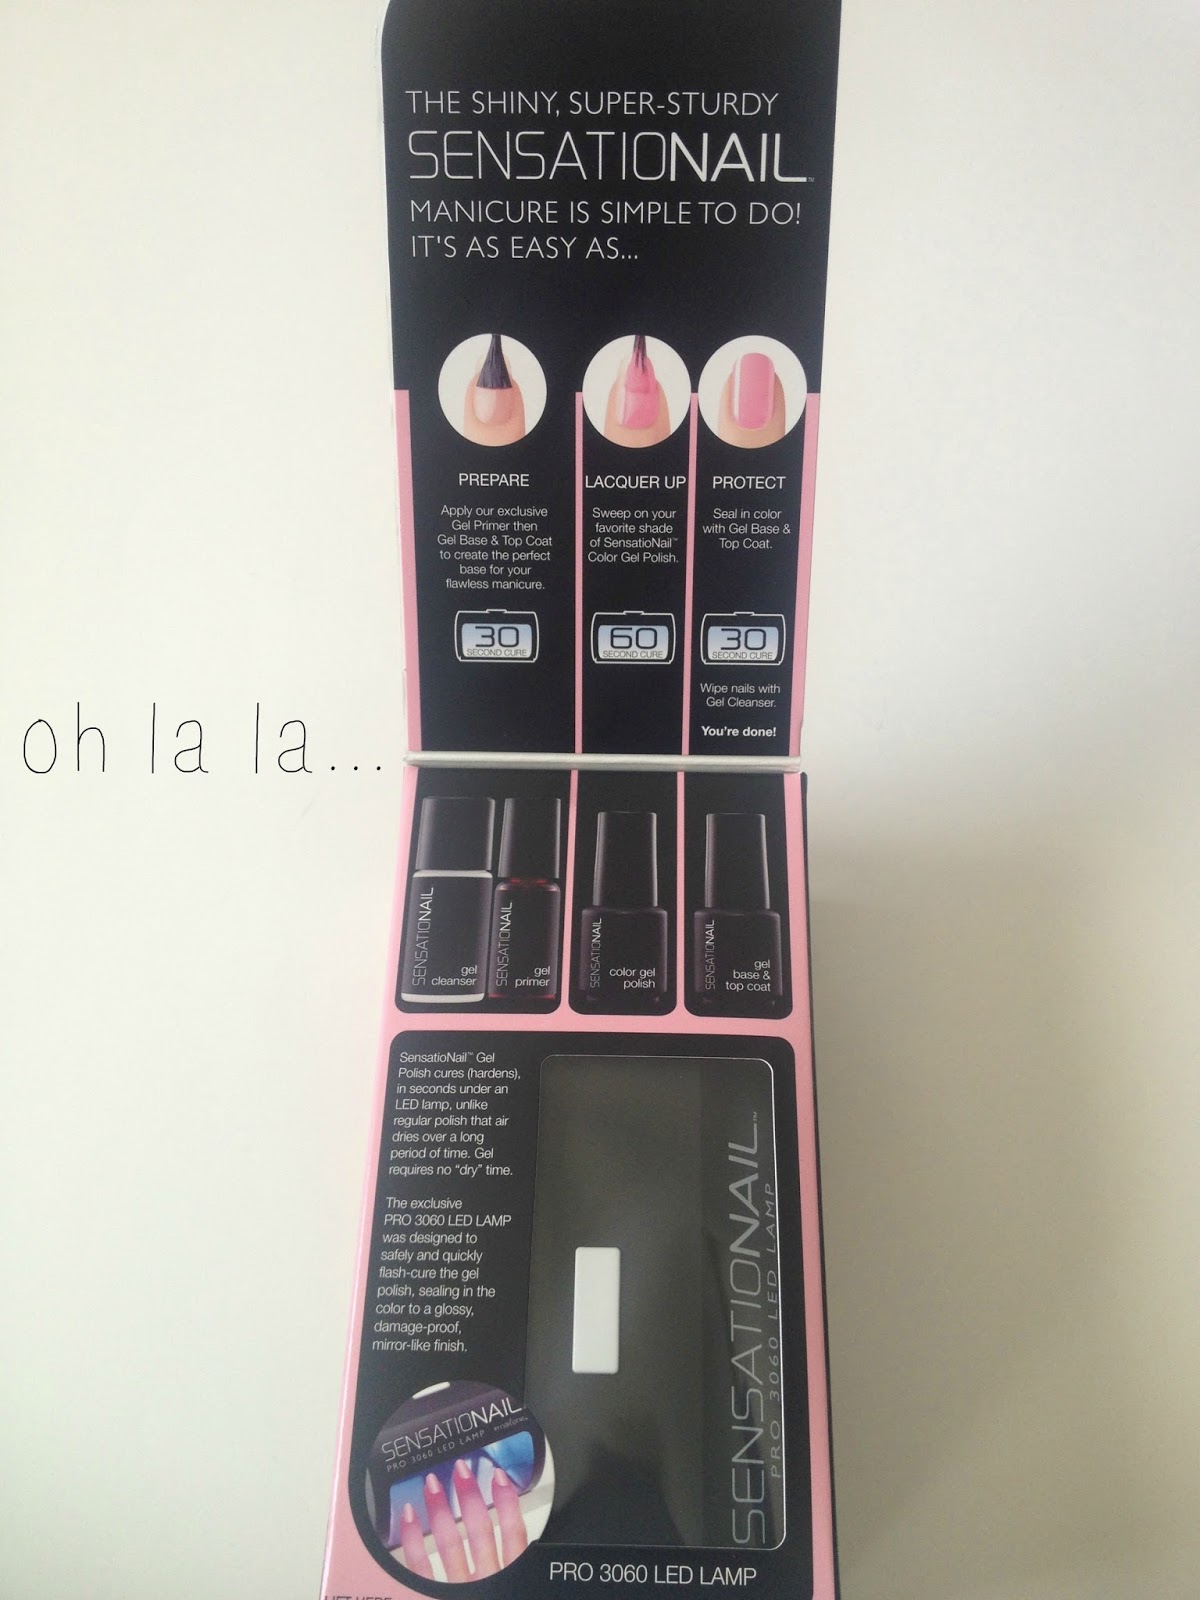 THE SHINY, SUPER-STURDY
SENSATIONAIL™
MANICURE IS SIMPLE TO DO!
IT'S AS EASY AS...
PREPARE
Apply our exclusive
Gel Primer then
Gel Base & Top Coat
to create the perfect
base for your
flawless manicure.
30
SECOND CURE
LACQUER UP
Sweep on your
favorite shade
of SensatioNail™
Color Gel Polish.
60
SECOND CURE
PROTECT
Seal in color
with Gel Base &
Top Coat.
30
SECOND CURE
Wipe nails with
Gel Cleanser.
You're done!
oh la la...
SENSATIONAIL
gel
cleanser
SENSATIONAIL
gel
primer
SENSATIONAIL
color gel
polish
SENSATIONAIL
gel
base &
top coat
SensatioNail™ Gel
Polish cures (hardens),
in seconds under an
LED lamp, unlike
regular polish that air
dries over a long
period of time. Gel
requires no “dry” time.
The exclusive
PRO 3060 LED LAMP
was designed to
safely and quickly
flash-cure the gel
polish, sealing in the
color to a glossy,
damage-proof,
mirror-like finish.
SENSATIONAIL™
PRO 3060 LED LAMP
SENSATIONAIL
PRO 3060 LED LAMP
PRO 3060 LED LAMP